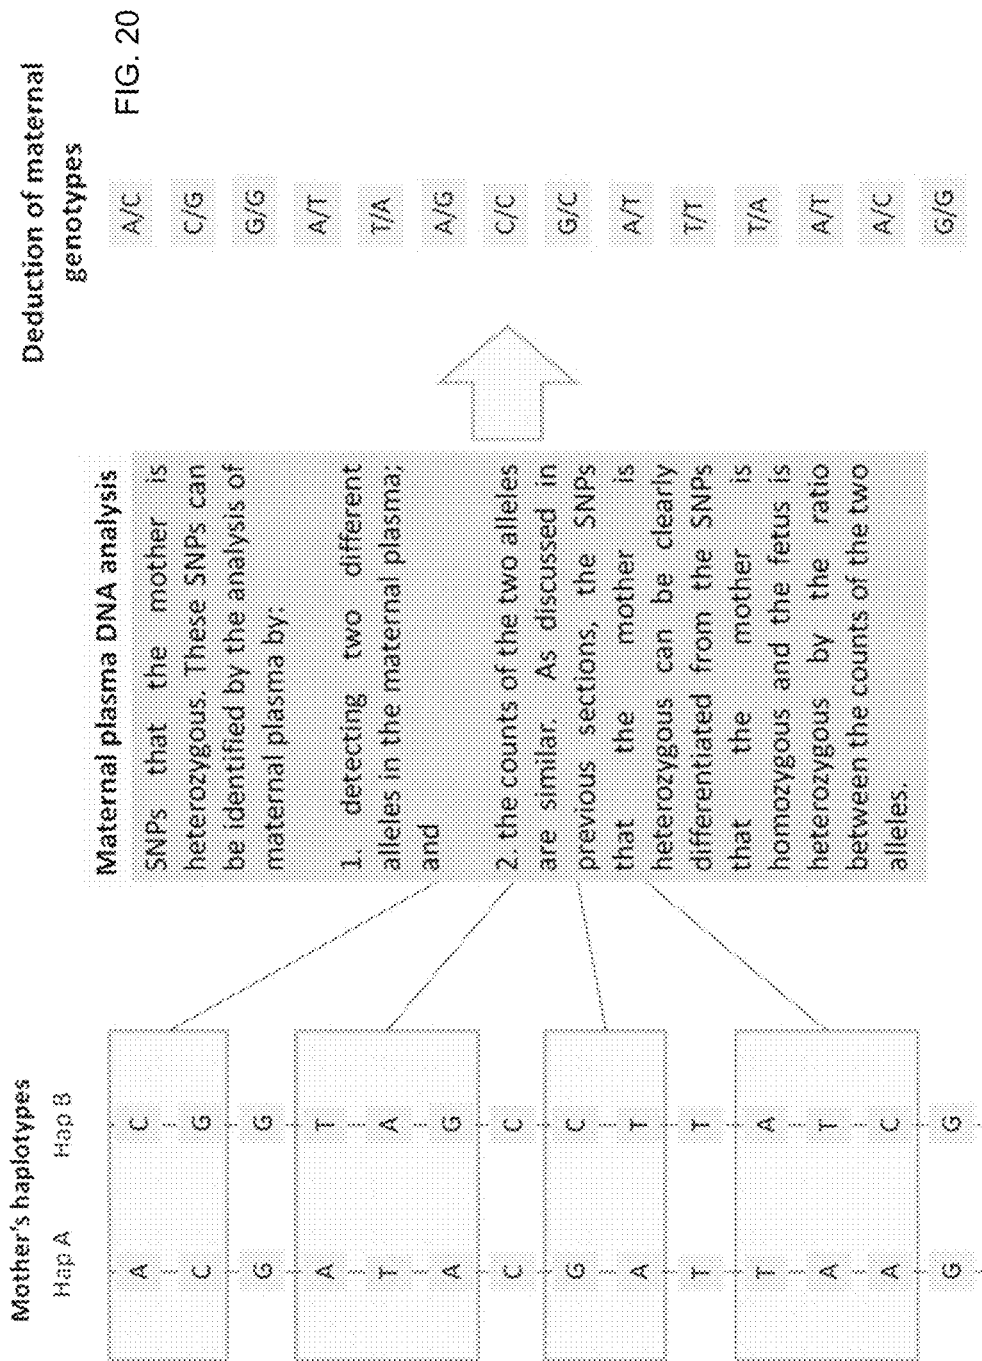 Mother's haplotypes
Hap A
Hap B
A C
C G
G G
A T
T A
A G
C C
G C
A T
T T
T A
A T
A C
G G
Maternal plasma DNA analysis
SNPs that the mother is
heterozygous. These SNPs can
be identified by the analysis of
maternal plasma by:
1. detecting two different
alleles in the maternal plasma;
and
2. the counts of the two alleles
are similar. As discussed in
previous sections, the SNPs
that the mother is
heterozygous can be clearly
differentiated from the SNPs
that the mother is
homozygous and the fetus is
heterozygous by the ratio
between the counts of the two
alleles.
Deduction of maternal
genotypes
A/C
C/G
G/G
A/T
T/A
A/G
C/C
G/C
A/T
T/T
T/A
A/T
A/C
G/G
FIG. 20